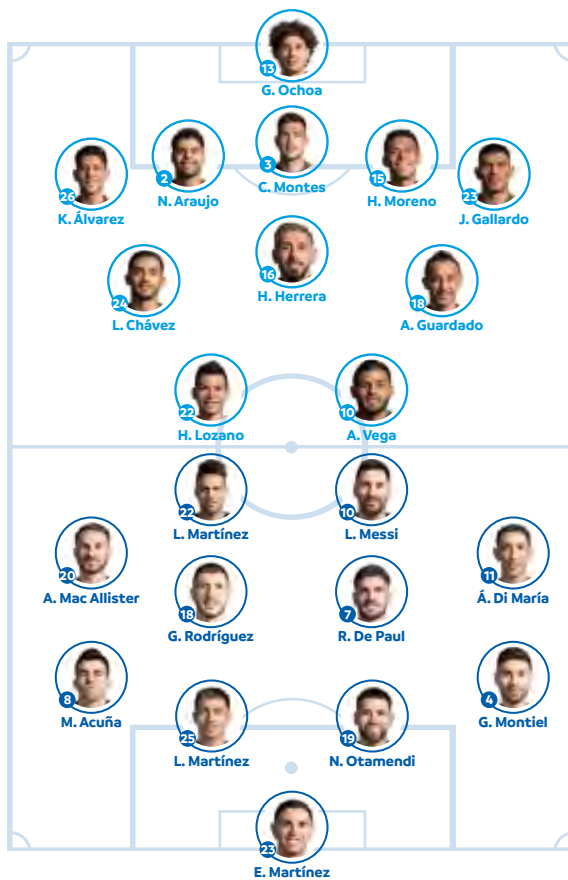 13
G. Ochoa
26
K. Álvarez
2
N. Araujo
3
C. Montes
15
H. Moreno
23
J. Gallardo
24
L. Chávez
16
H. Herrera
18
A. Guardado
22
H. Lozano
10
A. Vega
22
L. Martínez
10
L. Messi
20
A. Mac Allister
18
G. Rodríguez
7
R. De Paul
11
Á. Di María
8
M. Acuña
25
L. Martínez
19
N. Otamendi
4
G. Montiel
23
E. Martínez